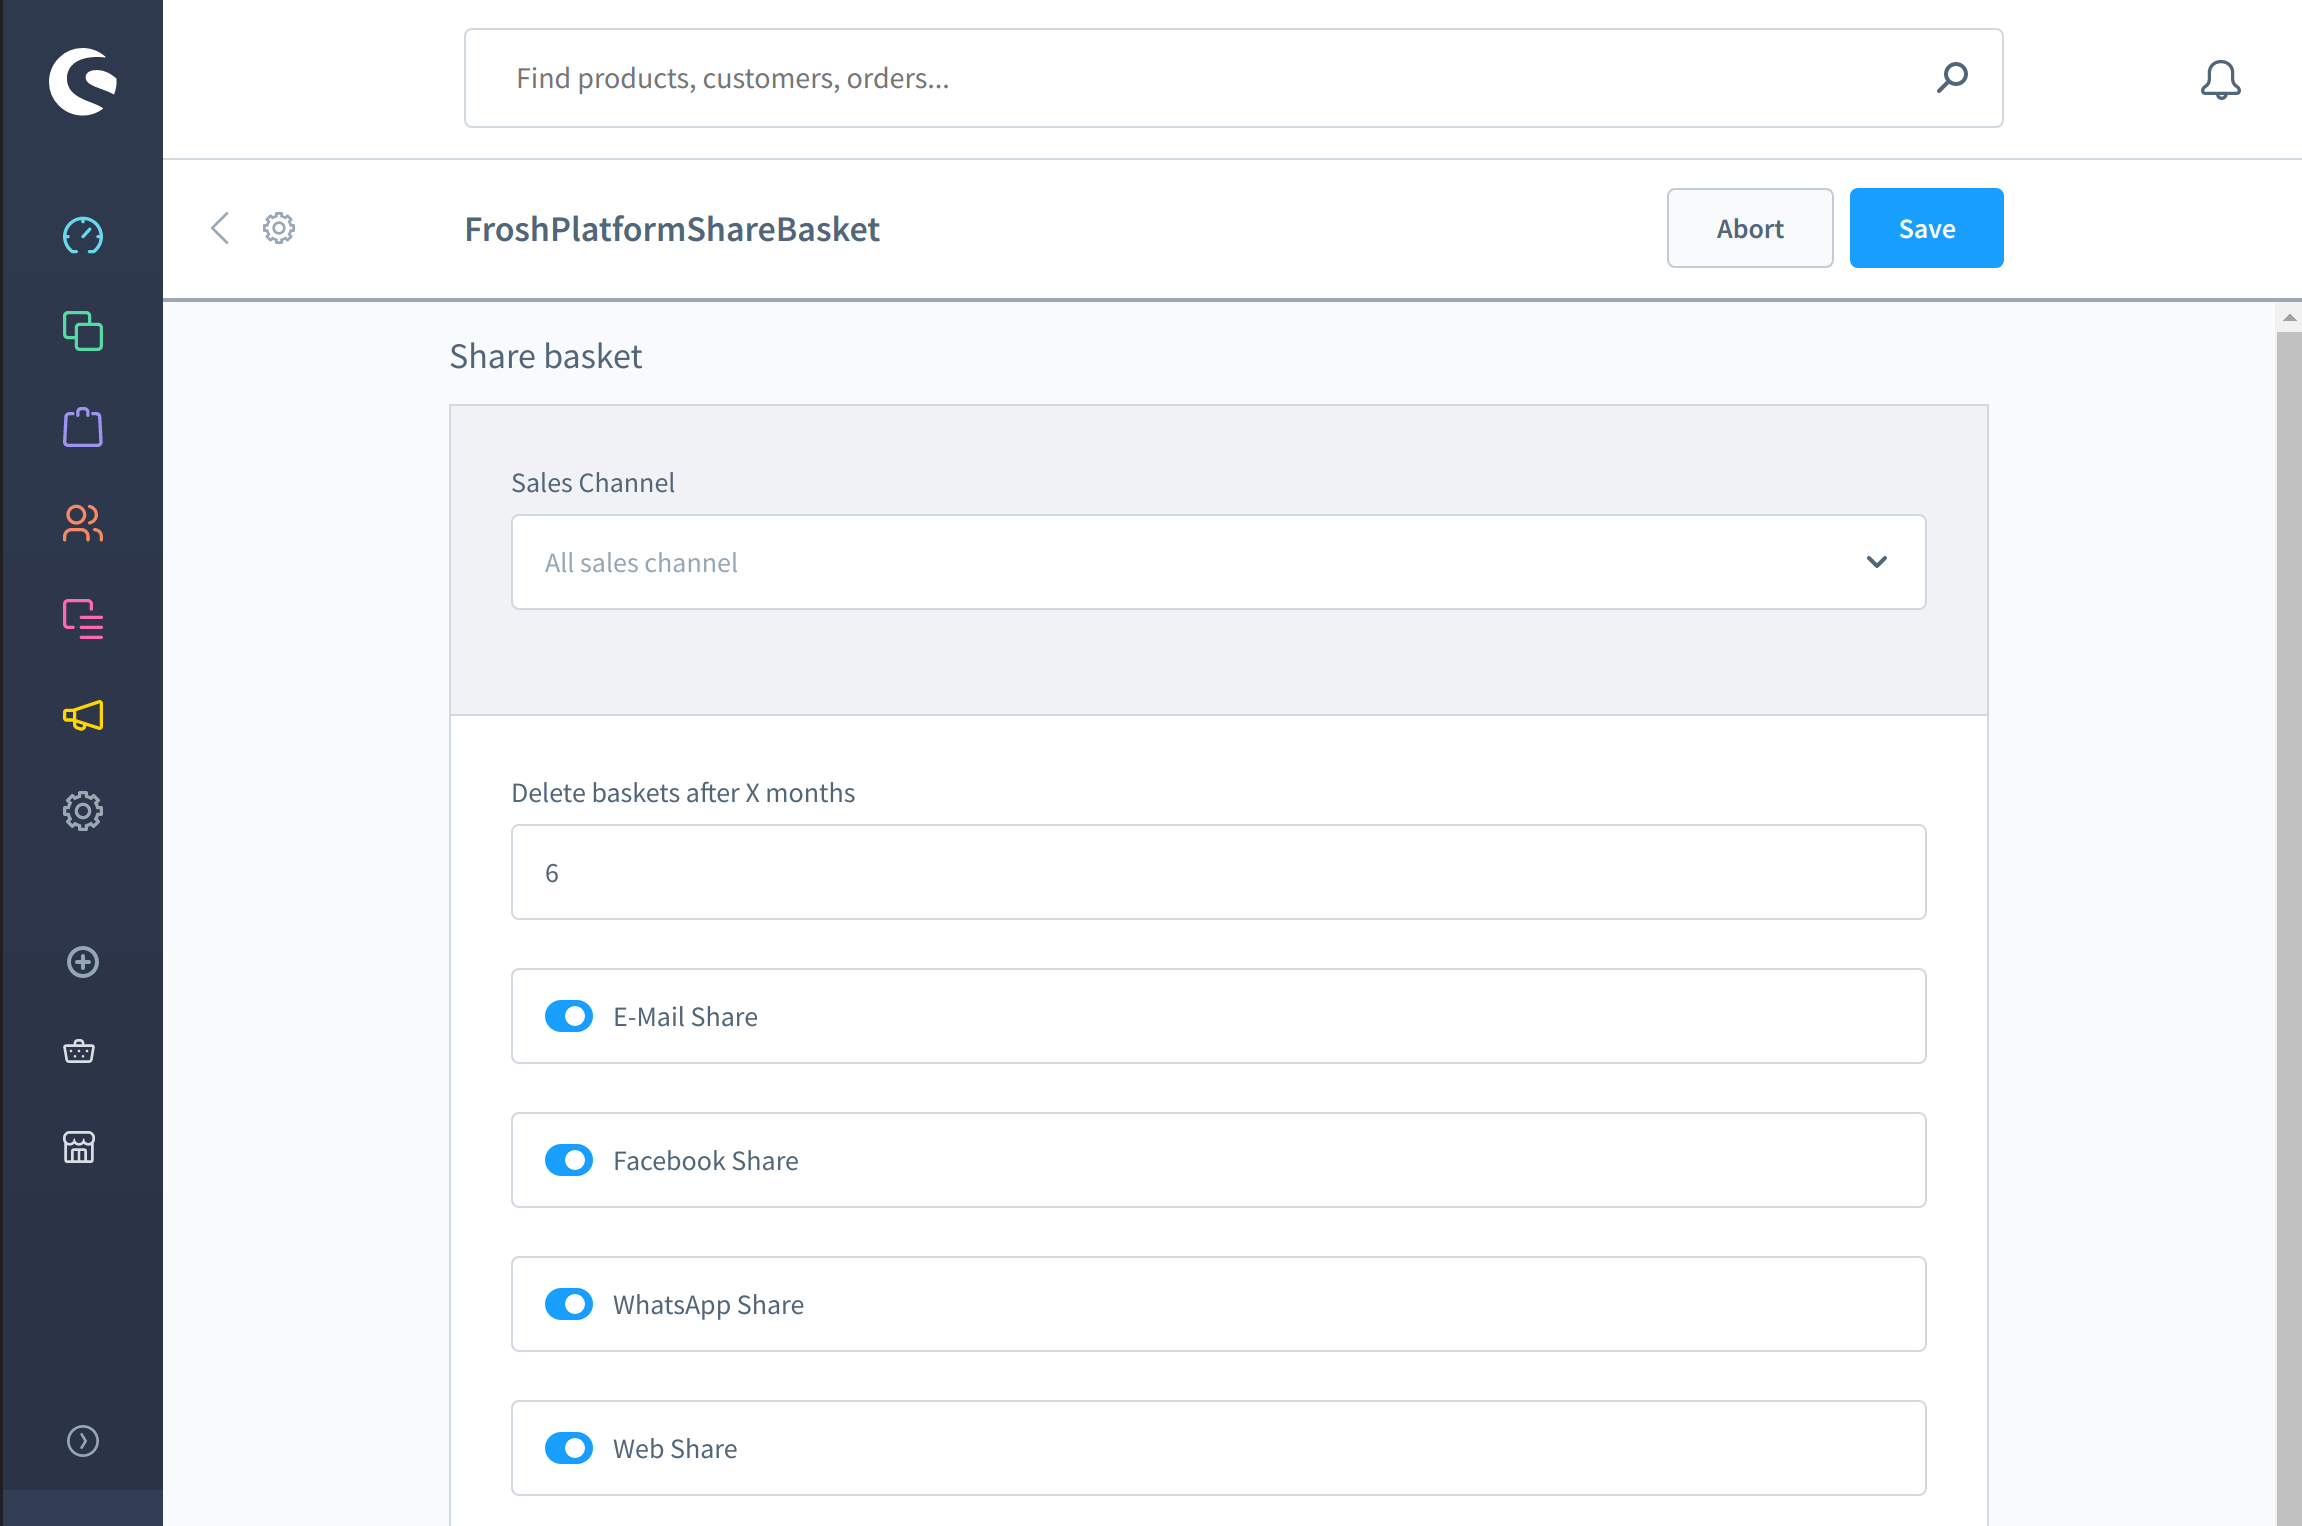 Find products, customers, orders...
FroshPlatformShareBasket
Abort
Save
Share basket
Sales Channel
All sales channel
Delete baskets after X months
6
E-Mail Share
Facebook Share
WhatsApp Share
Web Share